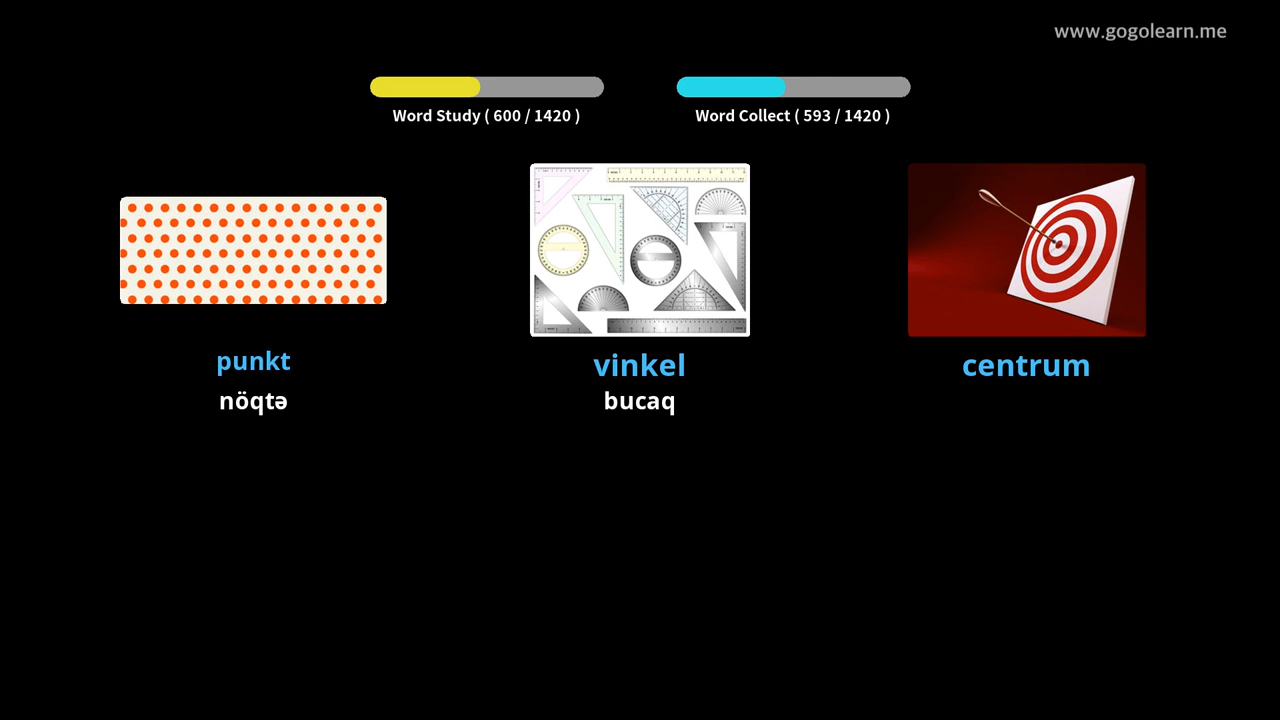 www.gogolearn.me
Word Study ( 600 / 1420 )
Word Collect ( 593 / 1420 )
punkt
nöqtə
vinkel
bucaq
centrum